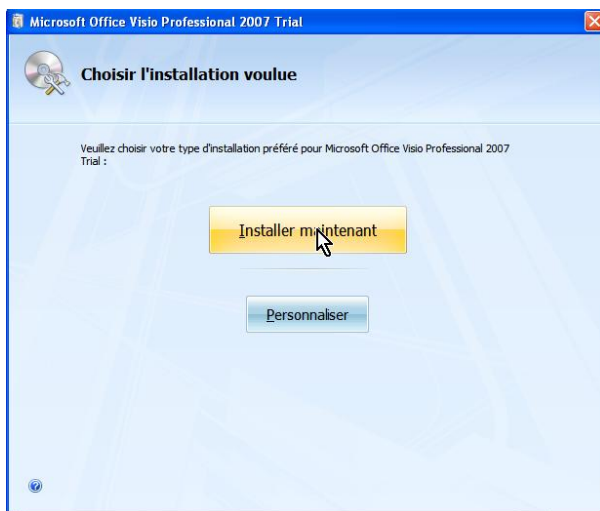 Microsoft Office Visio Professional 2007 Trial
Choisir l'installation voulue
Veuillez choisir votre type d'installation préféré pour Microsoft Office Visio Professional 2007
Trial :
Installer maintenant
Personnaliser